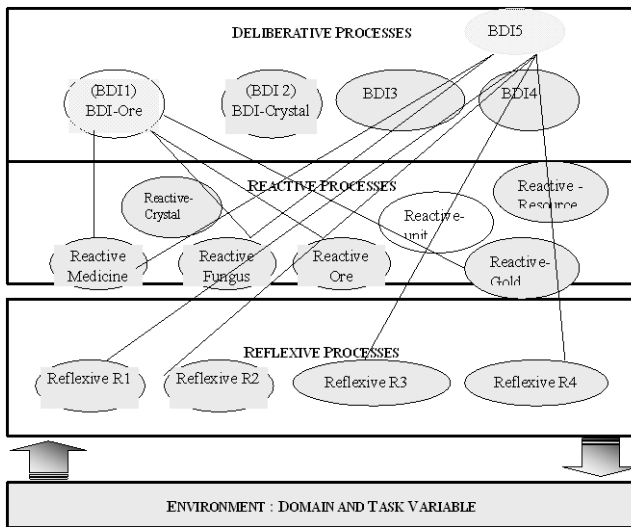 DELIBERATIVE PROCESSES
BDI5
(BDI1)
BDI-Ore
(BDI 2)
BDI-Crystal
BDI3
BDI4
REACTIVE PROCESSES
Reactive-
Crystal
Reactive-
unit
Reactive -
Resource
Reactive
Medicine
Reactive
Fungus
Reactive
Ore
Reactive-
Gold
REFLEXIVE PROCESSES
Reflexive R1
Reflexive R2
Reflexive R3
Reflexive R4
ENVIRONMENT : DOMAIN AND TASK VARIABLE